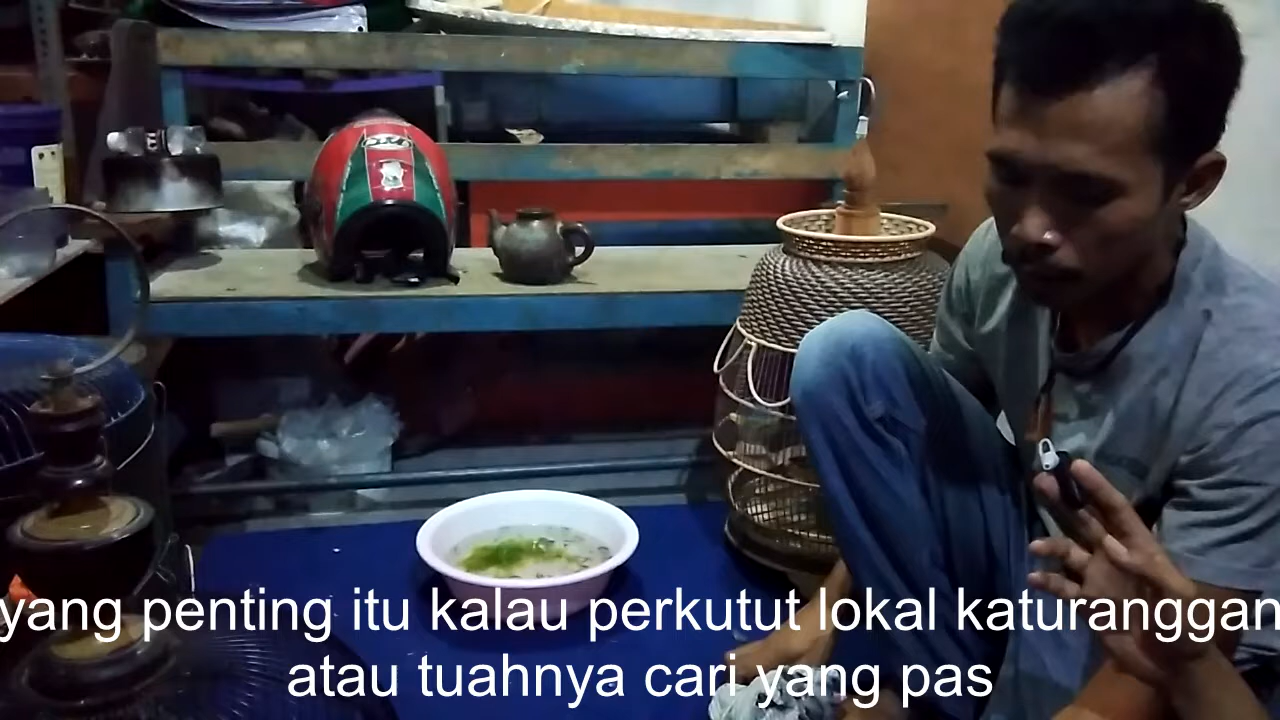 yang penting itu kalau perkutut lokal katuranggan
atau tuahnya cari yang pas